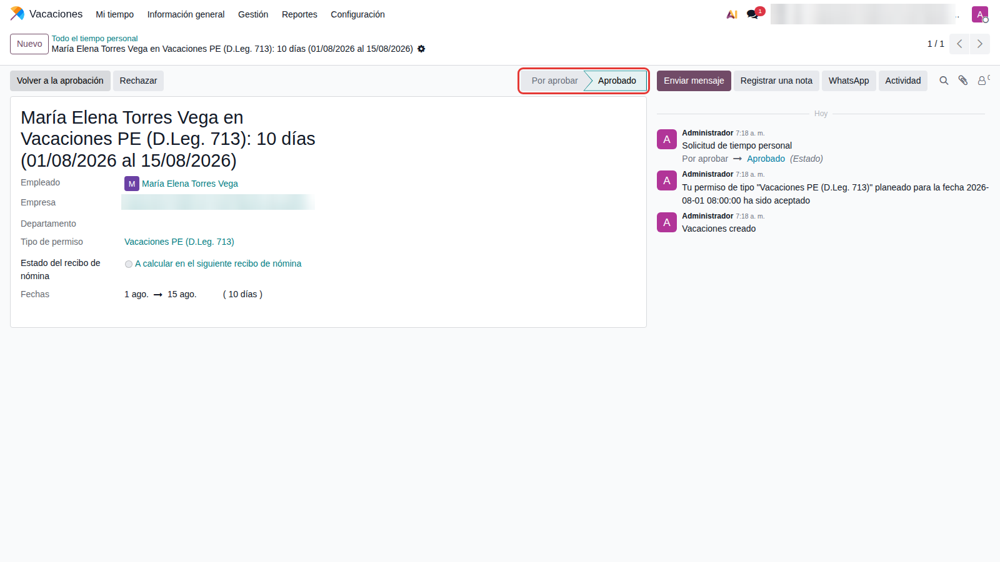 Vacaciones Mi tiempo Información general Gestión Reportes Configuración AI 1 A
Nuevo
Todo el tiempo personal
María Elena Torres Vega en Vacaciones PE (D.Leg. 713): 10 días (01/08/2026 al 15/08/2026)
1 / 1
Volver a la aprobación Rechazar Por aprobar Aprobado Enviar mensaje Registrar una nota WhatsApp Actividad
María Elena Torres Vega en
Vacaciones PE (D.Leg. 713): 10 días
(01/08/2026 al 15/08/2026)
Empleado M María Elena Torres Vega
Empresa
Departamento
Tipo de permiso Vacaciones PE (D.Leg. 713)
Estado del recibo de
nómina
A calcular en el siguiente recibo de nómina
Fechas 1 ago. → 15 ago. ( 10 días )
Hoy
A Administrador 7:18 a. m.
Solicitud de tiempo personal
Por aprobar → Aprobado (Estado)
A Administrador 7:18 a. m.
Tu permiso de tipo "Vacaciones PE (D.Leg. 713)" planeado para la fecha 2026-
08-01 08:00:00 ha sido aceptado
A Administrador 7:18 a. m.
Vacaciones creado